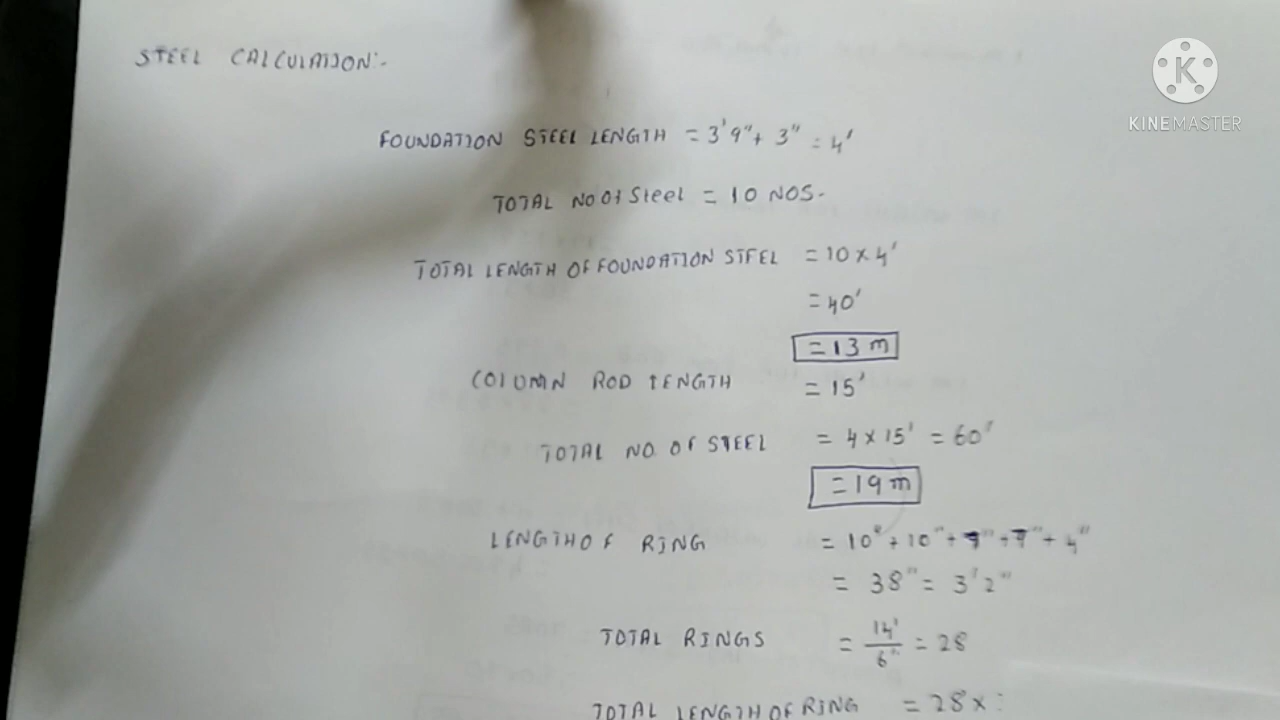 STEEL CALCULATION:-
K
KINEMASTER
FOUNDATION STEEL LENGTH = 3'9"+ 3" = 4'
TOTAL NO of Steel = 10 NOS-
TOTAL LENGTH OF FOUNDATION STEEL = 10 x 4'
= 40'
= 13 m
COLUMN ROD LENGTH = 15'
TOTAL NO. OF STEEL = 4 x 15' = 60'
= 19 m
LENGTH OF RING = 10" + 10" + 7" + 7" + 4"
= 38" = 3'2"
TOTAL RINGS = 14'/6" = 28
TOTAL LENGTH OF RING = 28 x